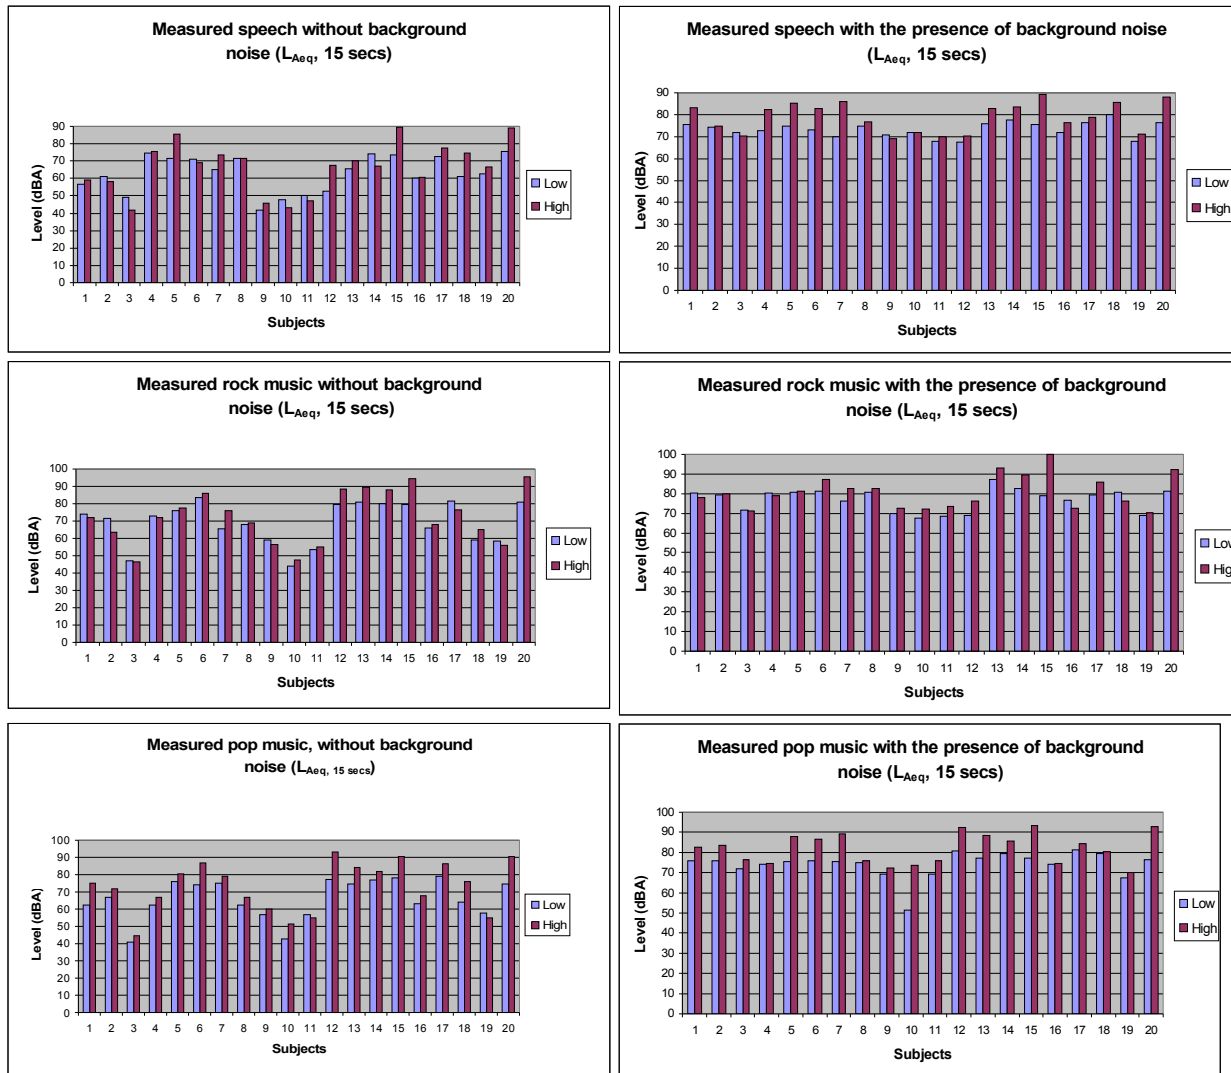 Measured speech without background
noise (LAeq, 15 secs)
Level (dBA)
90
80
70
60
50
40
30
20
10
0
1 2 3 4 5 6 7 8 9 10 11 12 13 14 15 16 17 18 19 20
Subjects
Low
High
Measured speech with the presence of background noise
(LAeq, 15 secs)
Level (dBA)
90
80
70
60
50
40
30
20
10
0
1 2 3 4 5 6 7 8 9 10 11 12 13 14 15 16 17 18 19 20
Subjects
Low
High
Measured rock music without background
noise (LAeq, 15 secs)
Level (dBA)
100
90
80
70
60
50
40
30
20
10
0
1 2 3 4 5 6 7 8 9 10 11 12 13 14 15 16 17 18 19 20
Subjects
Low
High
Measured rock music with the presence of background
noise (LAeq, 15 secs)
Level (dBA)
100
90
80
70
60
50
40
30
20
10
0
1 2 3 4 5 6 7 8 9 10 11 12 13 14 15 16 17 18 19 20
Subjects
Low
High
Measured pop music, without background
noise (LAeq, 15 secs)
Level (dBA)
100
90
80
70
60
50
40
30
20
10
0
1 2 3 4 5 6 7 8 9 10 11 12 13 14 15 16 17 18 19 20
Subjects
Low
High
Measured pop music with the presence of background
noise (LAeq, 15 secs)
Level (dBA)
100
90
80
70
60
50
40
30
20
10
0
1 2 3 4 5 6 7 8 9 10 11 12 13 14 15 16 17 18 19 20
Subjects
Low
High